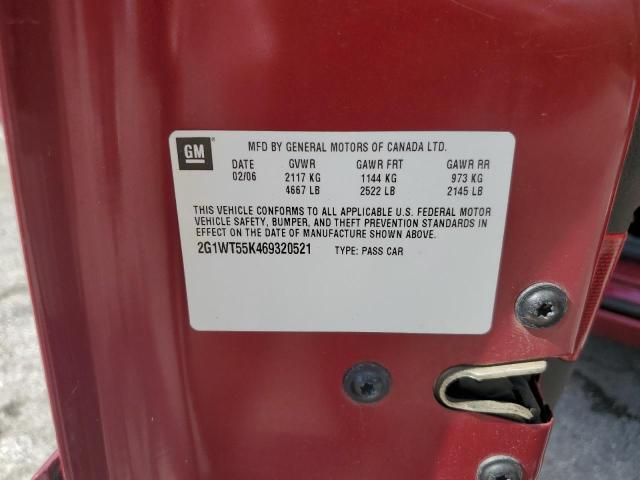 GM® MFD BY GENERAL MOTORS OF CANADA LTD.
DATE GVWR GAWR FRT GAWR RR
02/06 2117 KG 1144 KG 973 KG
4667 LB 2522 LB 2145 LB
THIS VEHICLE CONFORMS TO ALL APPLICABLE U.S. FEDERAL MOTOR
VEHICLE SAFETY, BUMPER, AND THEFT PREVENTION STANDARDS IN
EFFECT ON THE DATE OF MANUFACTURE SHOWN ABOVE.
2G1WT55K469320521 TYPE: PASS CAR